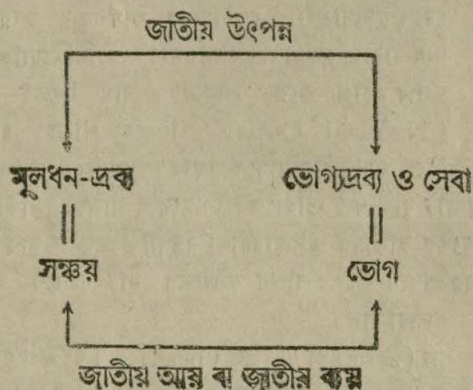 জাতীয় উৎপন্ন
মূলধন-দ্রব্য ভোগ্যদ্রব্য ও সেবা
সঞ্চয় ভোগ
জাতীয় আয় বা জাতীয় ব্যয়